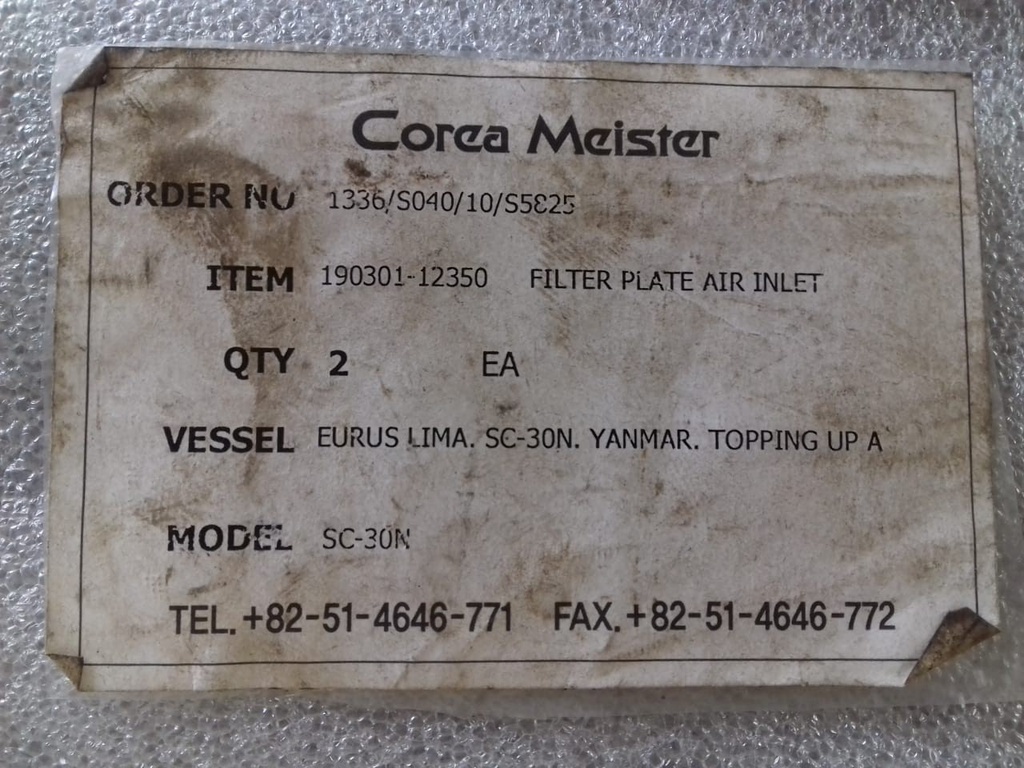 Corea Meister
ORDER NO 1336/S040/10/S5825
ITEM 190301-12350 FILTER PLATE AIR INLET
QTY 2 EA
VESSEL EURUS LIMA. SC-30N. YANMAR. TOPPING UP A
MODEL SC-30N
TEL. +82-51-4646-771 FAX. +82-51-4646-772